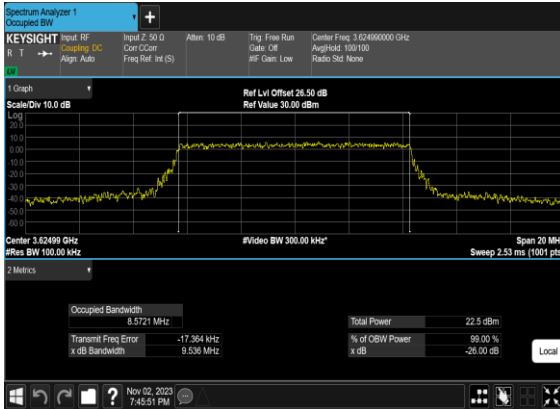 Spectrum Analyzer 1
Occupied BW
+
KEYSIGHT
R T
LNI
Input: RF
Coupling: DC
Align: Auto
Input Z: 50 Ω
Corr CCorr
Freq Ref: Int (S)
Atten: 10 dB
Trig: Free Run
Gate: Off
#IF Gain: Low
Center Freq: 3.624990000 GHz
Avg|Hold: 100/100
Radio Std: None
1 Graph
Scale/Div 10.0 dB
Ref Lvl Offset 26.50 dB
Ref Value 30.00 dBm
Log
20.0
10.0
0.00
-10.0
-20.0
-30.0
-40.0
-50.0
-60.0
Center 3.62499 GHz
#Res BW 100.00 kHz
#Video BW 300.00 kHz*
Span 20 MH
Sweep 2.53 ms (1001 pts
2 Metrics
Occupied Bandwidth
8.5721 MHz
Transmit Freq Error -17.364 kHz
x dB Bandwidth 9.536 MHz
Total Power 22.5 dBm
% of OBW Power 99.00 %
x dB -26.00 dB
Local
?
Nov 02, 2023
7:45:51 PM